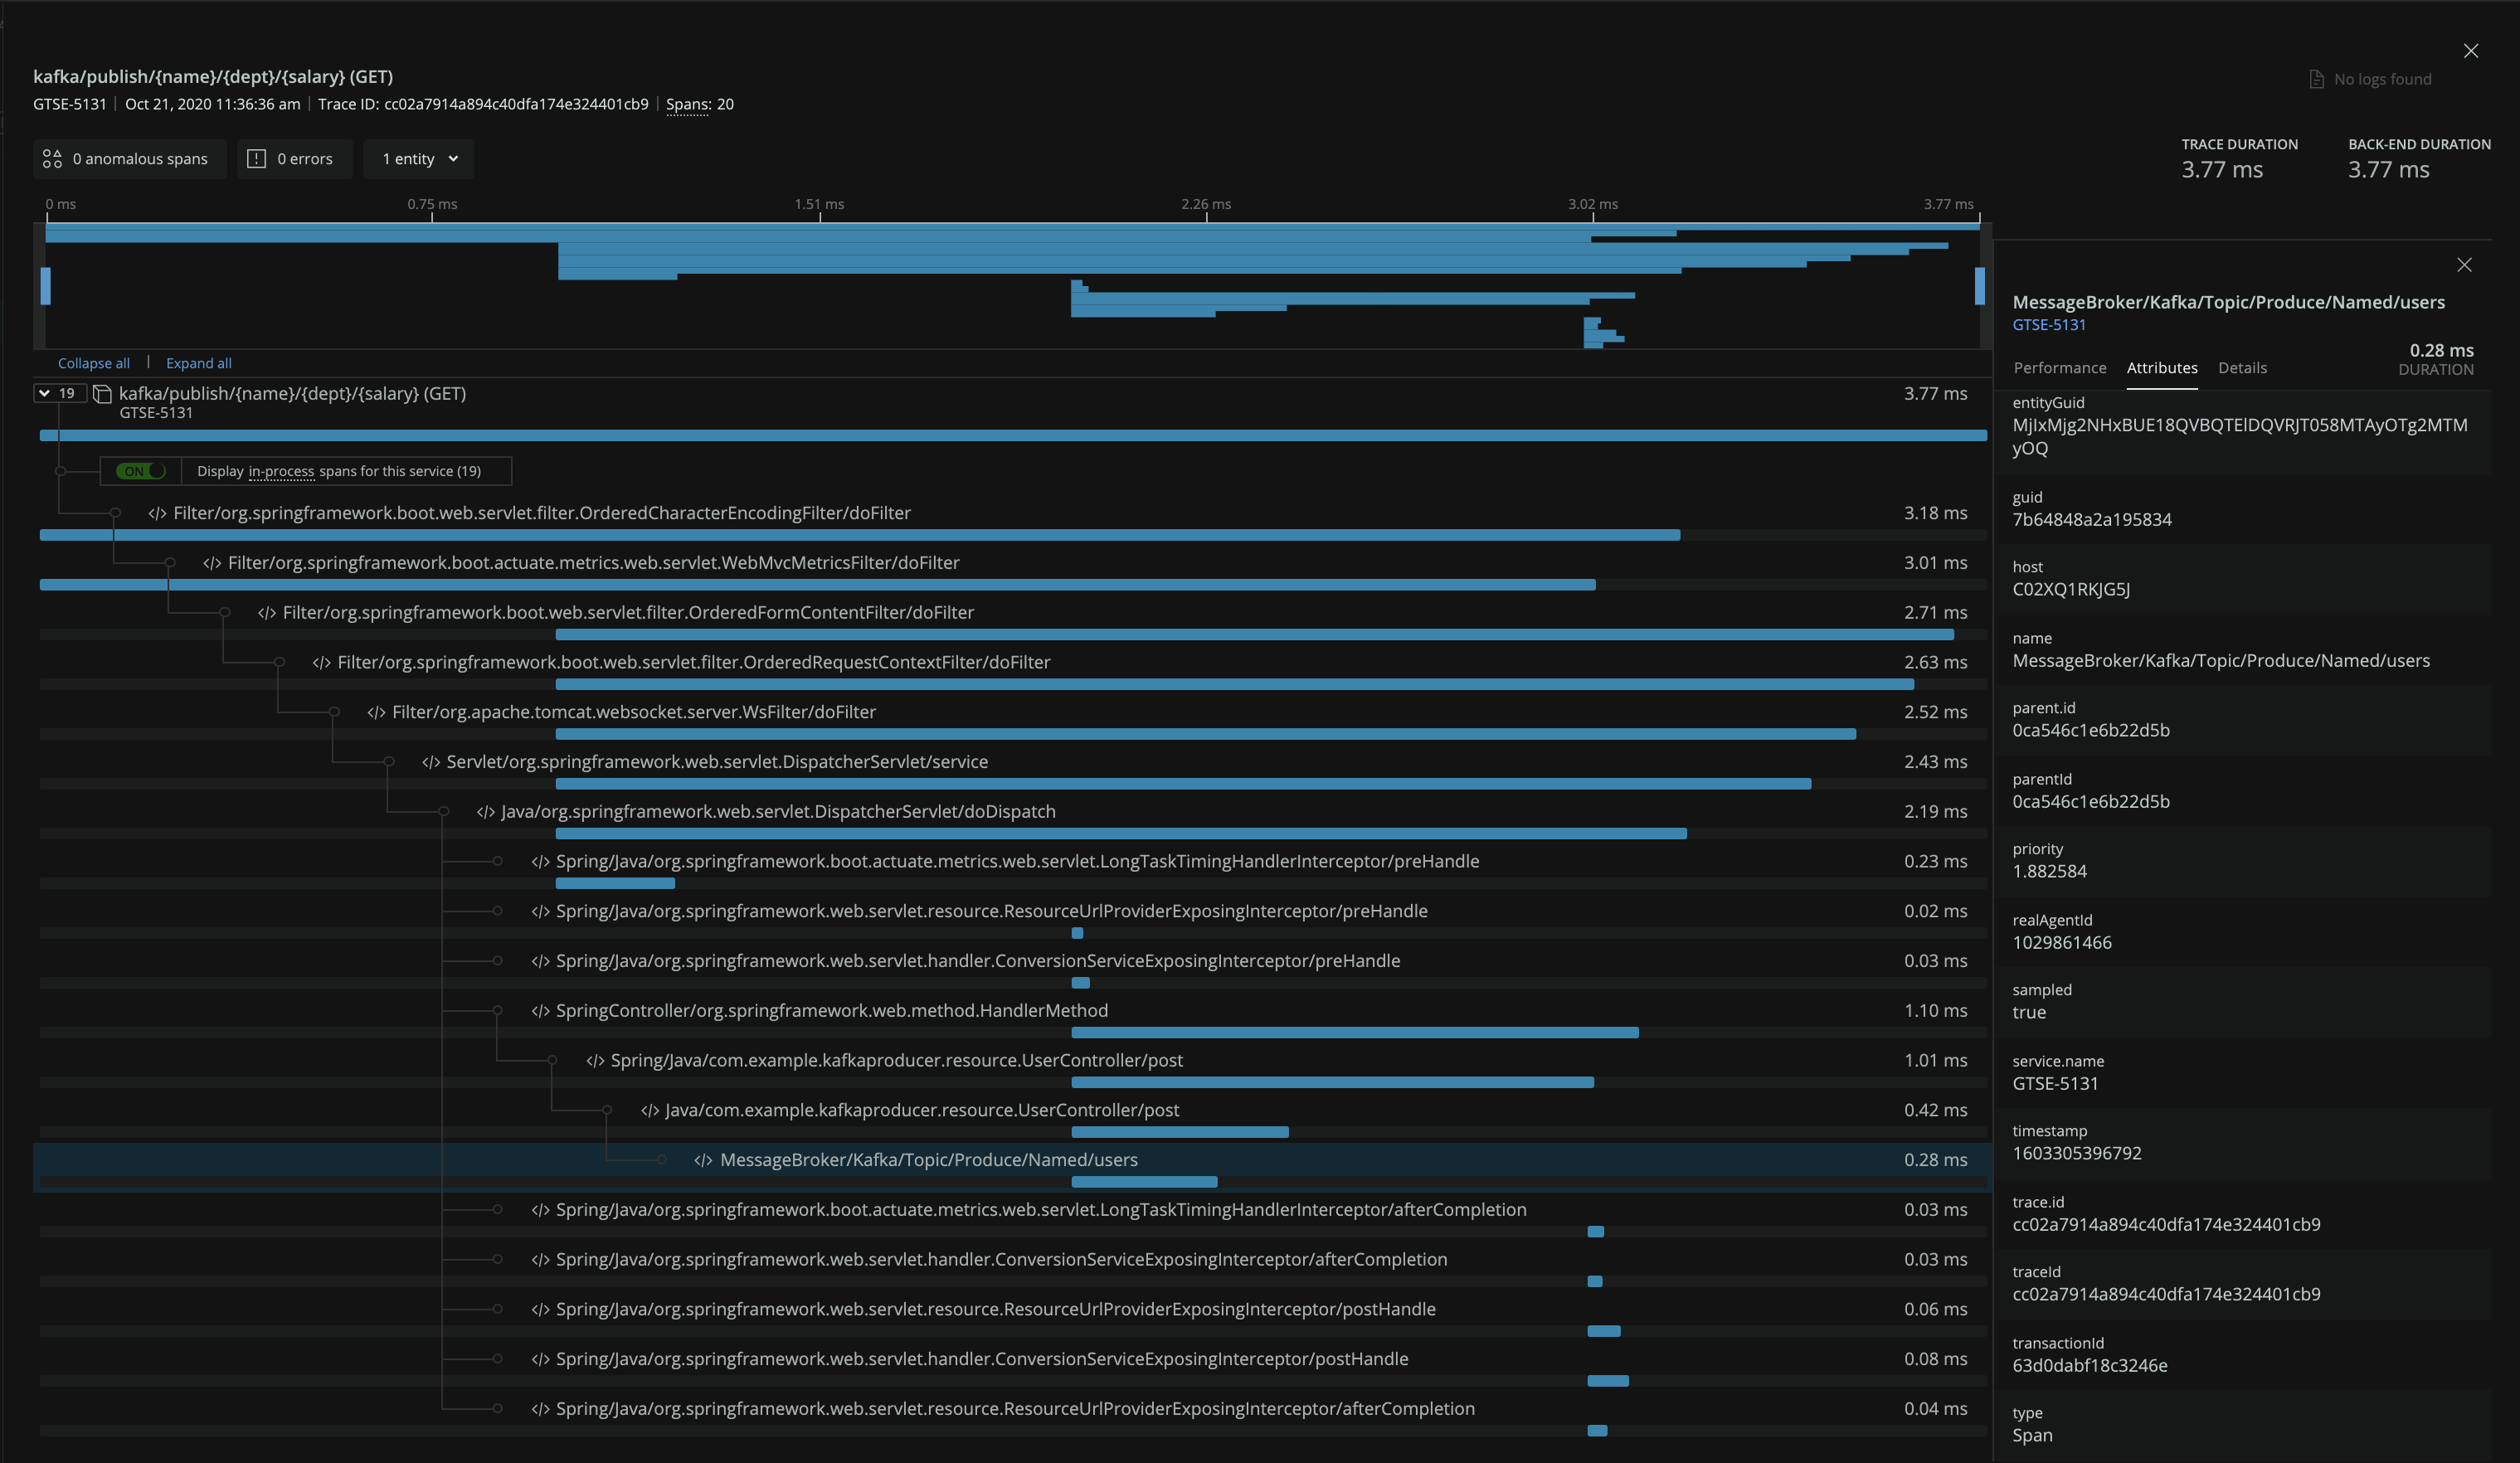 kafka/publish/{name}/{dept}/{salary} (GET)
No logs found
GTSE-5131 | Oct 21, 2020 11:36:36 am | Trace ID: cc02a7914a894c40dfa174e324401cb9 | Spans: 20
0 anomalous spans
0 errors
1 entity
TRACE DURATION
3.77 ms
BACK-END DURATION
3.77 ms
0 ms 0.75 ms 1.51 ms 2.26 ms 3.02 ms 3.77 ms
Collapse all | Expand all
19 kafka/publish/{name}/{dept}/{salary} (GET) 3.77 ms
GTSE-5131
ON Display in-process spans for this service (19)
</> Filter/org.springframework.boot.web.servlet.filter.OrderedCharacterEncodingFilter/doFilter 3.18 ms
</> Filter/org.springframework.boot.actuate.metrics.web.servlet.WebMvcMetricsFilter/doFilter 3.01 ms
</> Filter/org.springframework.boot.web.servlet.filter.OrderedFormContentFilter/doFilter 2.71 ms
</> Filter/org.springframework.boot.web.servlet.filter.OrderedRequestContextFilter/doFilter 2.63 ms
</> Filter/org.apache.tomcat.websocket.server.WsFilter/doFilter 2.52 ms
</> Servlet/org.springframework.web.servlet.DispatcherServlet/service 2.43 ms
</> Java/org.springframework.web.servlet.DispatcherServlet/doDispatch 2.19 ms
</> Spring/Java/org.springframework.boot.actuate.metrics.web.servlet.LongTaskTimingHandlerInterceptor/preHandle 0.23 ms
</> Spring/Java/org.springframework.web.servlet.resource.ResourceUrlProviderExposingInterceptor/preHandle 0.02 ms
</> Spring/Java/org.springframework.web.servlet.handler.ConversionServiceExposingInterceptor/preHandle 0.03 ms
</> SpringController/org.springframework.web.method.HandlerMethod 1.10 ms
</> Spring/Java/com.example.kafkaproducer.resource.UserController/post 1.01 ms
</> Java/com.example.kafkaproducer.resource.UserController/post 0.42 ms
</> MessageBroker/Kafka/Topic/Produce/Named/users 0.28 ms
</> Spring/Java/org.springframework.boot.actuate.metrics.web.servlet.LongTaskTimingHandlerInterceptor/afterCompletion 0.03 ms
</> Spring/Java/org.springframework.web.servlet.handler.ConversionServiceExposingInterceptor/afterCompletion 0.03 ms
</> Spring/Java/org.springframework.web.servlet.resource.ResourceUrlProviderExposingInterceptor/postHandle 0.06 ms
</> Spring/Java/org.springframework.web.servlet.handler.ConversionServiceExposingInterceptor/postHandle 0.08 ms
</> Spring/Java/org.springframework.web.servlet.resource.ResourceUrlProviderExposingInterceptor/afterCompletion 0.04 ms
MessageBroker/Kafka/Topic/Produce/Named/users
GTSE-5131
0.28 ms
DURATION
Performance Attributes Details
entityGuid
MjIxMjg2NHxBUE18QVBQTElDQVRJT058MTAyOTg2MTM
yOQ
guid
7b64848a2a195834
host
C02XQ1RKJG5J
name
MessageBroker/Kafka/Topic/Produce/Named/users
parent.id
0ca546c1e6b22d5b
parentId
0ca546c1e6b22d5b
priority
1.882584
realAgentId
1029861466
sampled
true
service.name
GTSE-5131
timestamp
1603305396792
trace.id
cc02a7914a894c40dfa174e324401cb9
traceId
cc02a7914a894c40dfa174e324401cb9
transactionId
63d0dabf18c3246e
type
Span